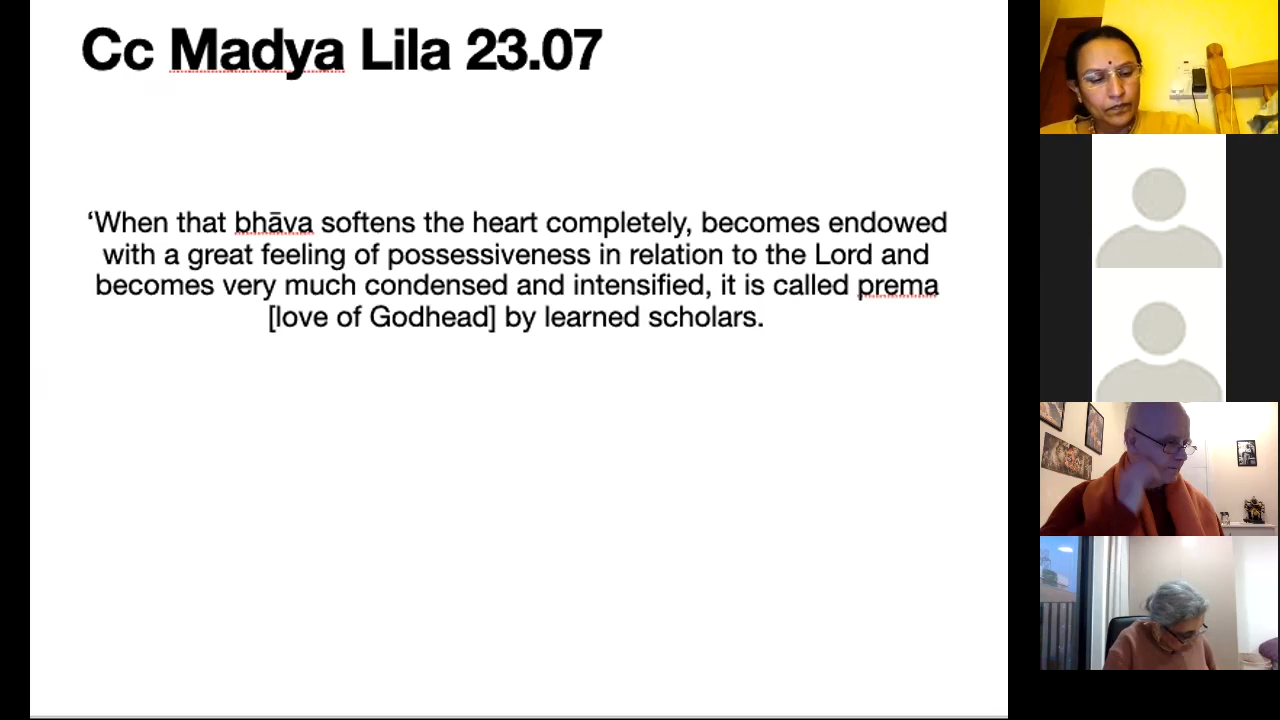 Cc Madya Lila 23.07
‘When that bhāva softens the heart completely, becomes endowed
with a great feeling of possessiveness in relation to the Lord and
becomes very much condensed and intensified, it is called prema
[love of Godhead] by learned scholars.